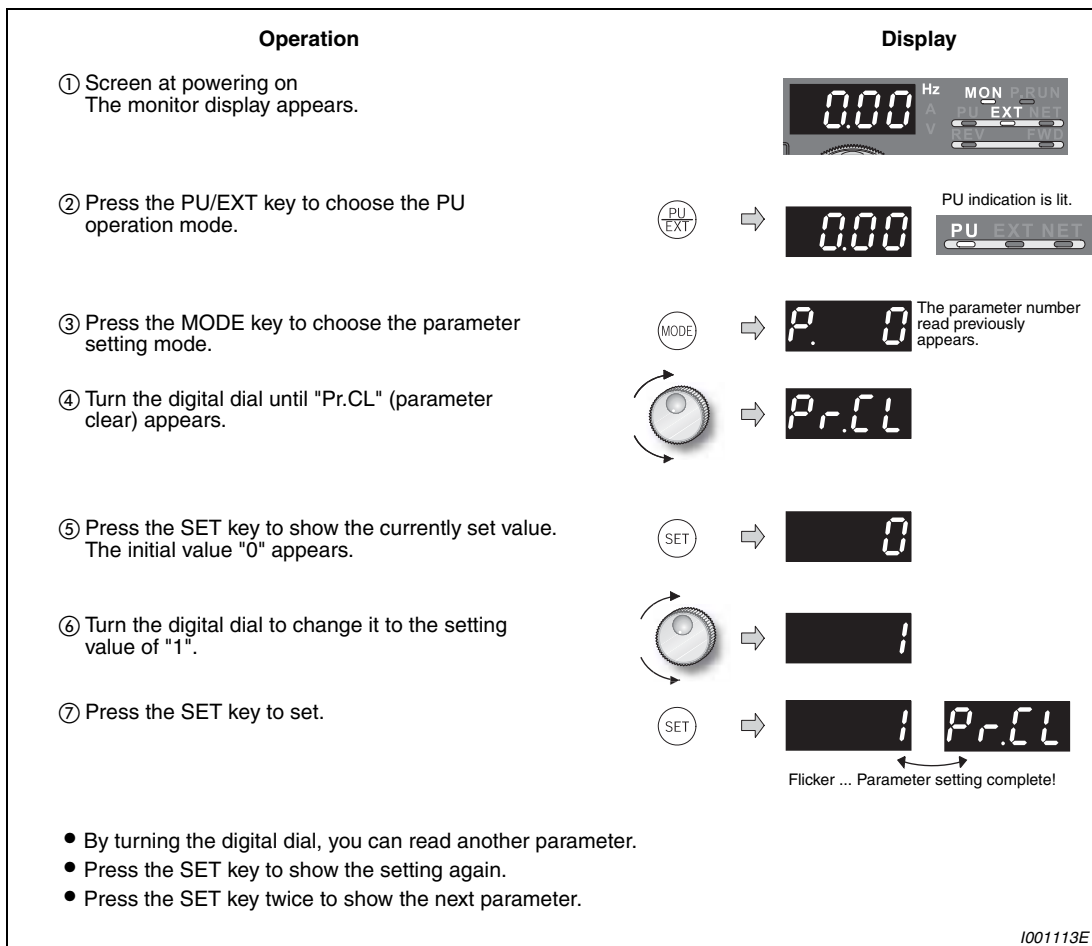 Operation
Display
① Screen at powering on
The monitor display appears.
0.00 Hz MON P.RUN
A PU EXT NET
V REV FWD
② Press the PU/EXT key to choose the PU
operation mode.
PU
EXT
0.00
PU indication is lit.
PU EXT NET
③ Press the MODE key to choose the parameter
setting mode.
MODE
P. 0
The parameter number
read previously
appears.
④ Turn the digital dial until "Pr.CL" (parameter
clear) appears.
Pr.CL
⑤ Press the SET key to show the currently set value.
The initial value "0" appears.
SET
0
⑥ Turn the digital dial to change it to the setting
value of "1".
1
⑦ Press the SET key to set.
SET
1 Pr.CL
Flicker ... Parameter setting complete!
● By turning the digital dial, you can read another parameter.
● Press the SET key to show the setting again.
● Press the SET key twice to show the next parameter.
I001113E